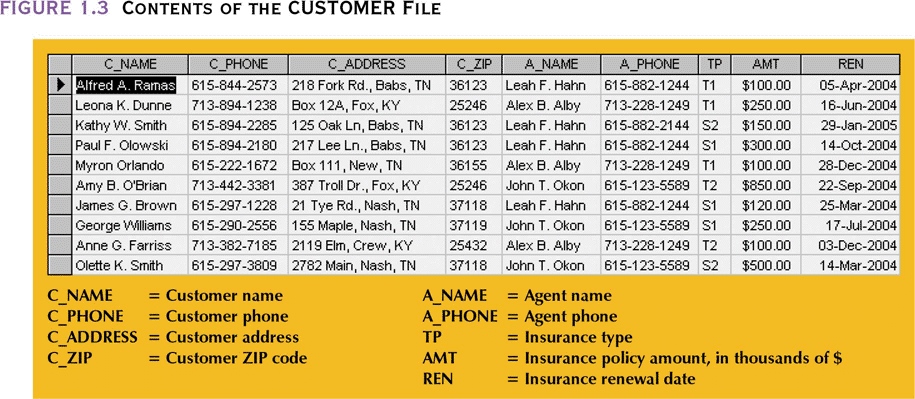 FIGURE 1.3 CONTENTS OF THE CUSTOMER FILE
C_NAME C_PHONE C_ADDRESS C_ZIP A_NAME A_PHONE TP AMT REN
Alfred A. Ramas 615-844-2573 218 Fork Rd., Babs, TN 36123 Leah F. Hahn 615-882-1244 T1 $100.00 05-Apr-2004
Leona K. Dunne 713-894-1238 Box 12A, Fox, KY 25246 Alex B. Alby 713-228-1249 T1 $250.00 16-Jun-2004
Kathy W. Smith 615-894-2285 125 Oak Ln, Babs, TN 36123 Leah F. Hahn 615-882-2144 S2 $150.00 29-Jan-2005
Paul F. Olowski 615-894-2180 217 Lee Ln., Babs, TN 36123 Leah F. Hahn 615-882-1244 S1 $300.00 14-Oct-2004
Myron Orlando 615-222-1672 Box 111, New, TN 36155 Alex B. Alby 713-228-1249 T1 $100.00 28-Dec-2004
Amy B. O'Brian 713-442-3381 387 Troll Dr., Fox, KY 25246 John T. Okon 615-123-5589 T2 $850.00 22-Sep-2004
James G. Brown 615-297-1228 21 Tye Rd., Nash, TN 37118 Leah F. Hahn 615-882-1244 S1 $120.00 25-Mar-2004
George Williams 615-290-2556 155 Maple, Nash, TN 37119 John T. Okon 615-123-5589 S1 $250.00 17-Jul-2004
Anne G. Farriss 713-382-7185 2119 Elm, Crew, KY 25432 Alex B. Alby 713-228-1249 T2 $100.00 03-Dec-2004
Olette K. Smith 615-297-3809 2782 Main, Nash, TN 37118 John T. Okon 615-123-5589 S2 $500.00 14-Mar-2004
C_NAME = Customer name
C_PHONE = Customer phone
C_ADDRESS = Customer address
C_ZIP = Customer ZIP code
A_NAME = Agent name
A_PHONE = Agent phone
TP = Insurance type
AMT = Insurance policy amount, in thousands of $
REN = Insurance renewal date